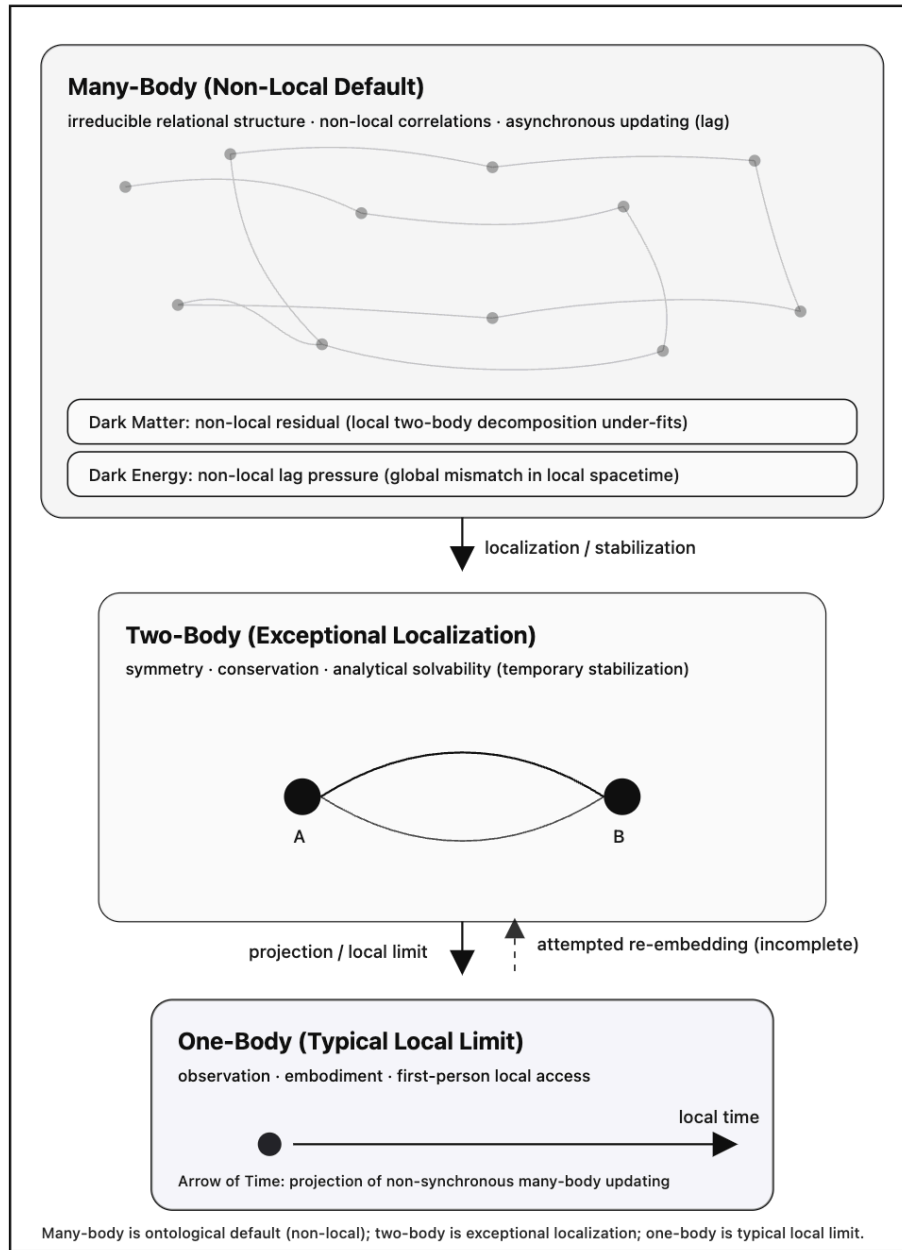 Many-Body (Non-Local Default)
irreducible relational structure · non-local correlations · asynchronous updating (lag)
Dark Matter: non-local residual (local two-body decomposition under-fits)
Dark Energy: non-local lag pressure (global mismatch in local spacetime)
localization / stabilization
Two-Body (Exceptional Localization)
symmetry · conservation · analytical solvability (temporary stabilization)
A
B
projection / local limit
attempted re-embedding (incomplete)
One-Body (Typical Local Limit)
observation · embodiment · first-person local access
local time
Arrow of Time: projection of non-synchronous many-body updating
Many-body is ontological default (non-local); two-body is exceptional localization; one-body is typical local limit.